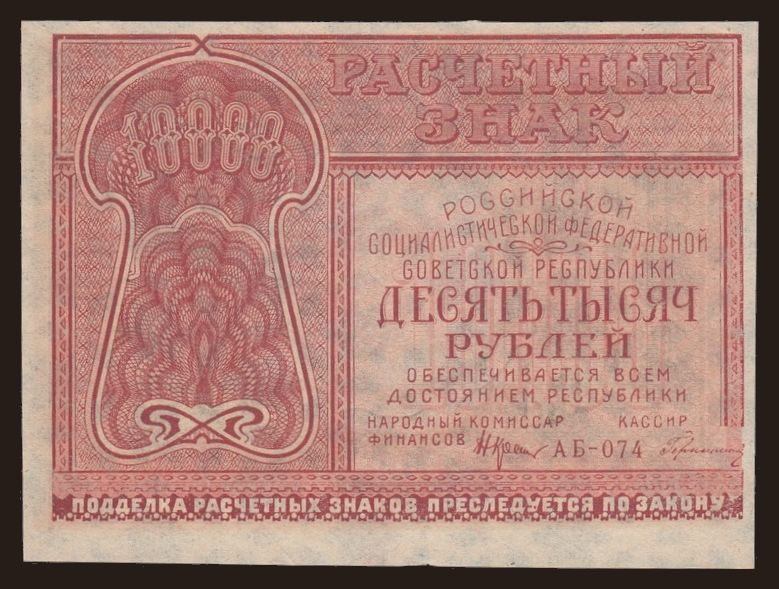 10000
РАСЧЕТНЫЙ
ЗНАК
РОССИЙСКОЙ
СОЦИАЛИСТИЧЕСКОЙ ФЕДЕРАТИВНОЙ
СОВЕТСКОЙ РЕСПУБЛИКИ
ДЕСЯТЬ ТЫСЯЧ
РУБЛЕЙ
ОБЕСПЕЧИВАЕТСЯ ВСЕМ
ДОСТОЯНИЕМ РЕСПУБЛИКИ
НАРОДНЫЙ КОМИССАР КАССИР
ФИНАНСОВ АБ-074
ПОДДЕЛКА РАСЧЕТНЫХ ЗНАКОВ ПРЕСЛЕДУЕТСЯ ПО ЗАКОНУ